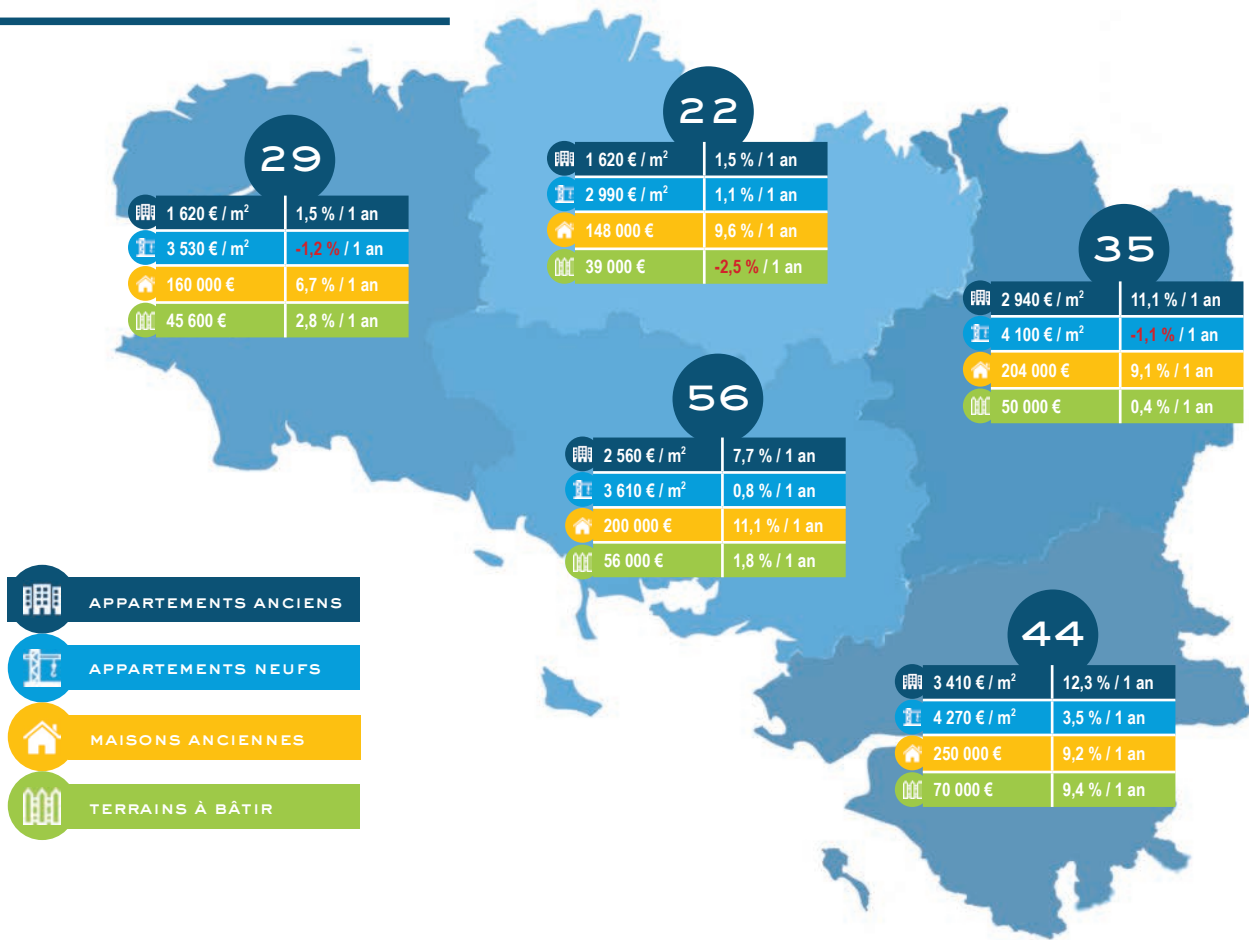 29
1 620 € / m² 1,5 % / 1 an
3 530 € / m² -1,2 % / 1 an
160 000 € 6,7 % / 1 an
45 600 € 2,8 % / 1 an
22
1 620 € / m² 1,5 % / 1 an
2 990 € / m² 1,1 % / 1 an
148 000 € 9,6 % / 1 an
39 000 € -2,5 % / 1 an
35
2 940 € / m² 11,1 % / 1 an
4 100 € / m² -1,1 % / 1 an
204 000 € 9,1 % / 1 an
50 000 € 0,4 % / 1 an
56
2 560 € / m² 7,7 % / 1 an
3 610 € / m² 0,8 % / 1 an
200 000 € 11,1 % / 1 an
56 000 € 1,8 % / 1 an
44
3 410 € / m² 12,3 % / 1 an
4 270 € / m² 3,5 % / 1 an
250 000 € 9,2 % / 1 an
70 000 € 9,4 % / 1 an
APPARTEMENTS ANCIENS
APPARTEMENTS NEUFS
MAISONS ANCIENNES
TERRAINS À BÂTIR